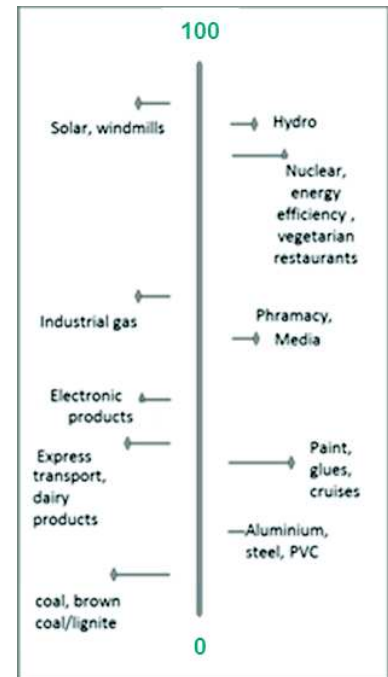 100
Solar, windmills
Hydro
Nuclear,
energy
efficiency ,
vegetarian
restaurants
Industrial gas
Phramacy,
Media
Electronic
products
Express
transport,
dairy
products
Paint,
glues,
cruises
Aluminium,
steel, PVC
coal, brown
coal/lignite
0